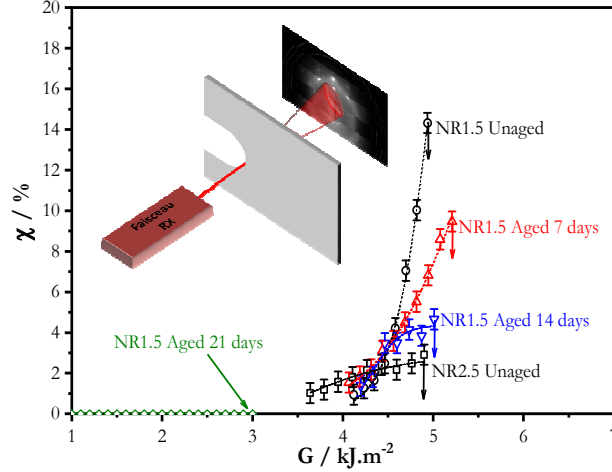 20
18
16
14
12
10
8
6
4
2
0
χ / %
Faisceau
RX
NR1.5 Unaged
NR1.5 Aged 7 days
NR1.5 Aged 14 days
NR1.5 Aged 21 days
NR2.5 Unaged
1 2 3 4 5 6 7
G / kJ.m-2